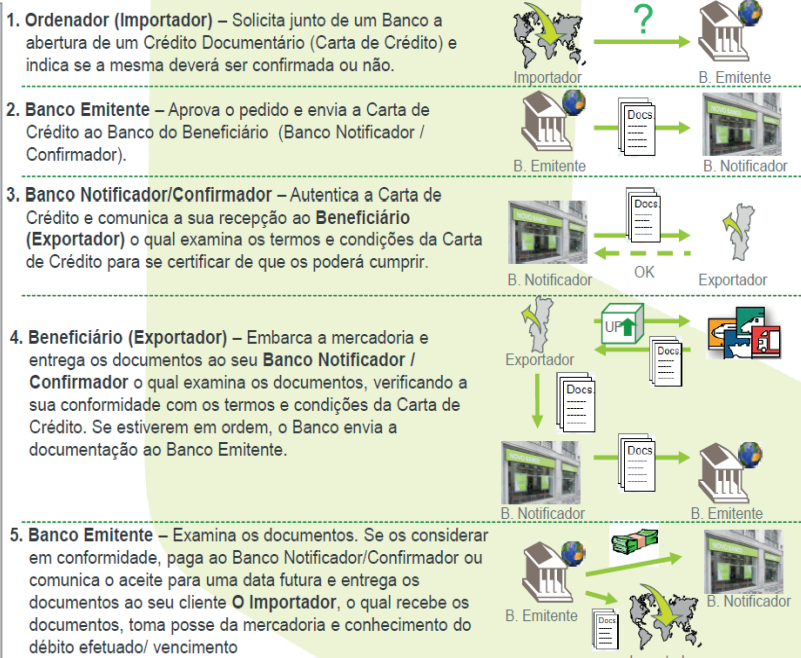 1. Ordenador (Importador) – Solicita junto de um Banco a
abertura de um Crédito Documentário (Carta de Crédito) e
indica se a mesma deverá ser confirmada ou não.
?
Importador
B. Emitente
2. Banco Emitente – Aprova o pedido e envia a Carta de
Crédito ao Banco do Beneficiário (Banco Notificador /
Confirmador).
Docs.
NOVO BANCO
B. Emitente
B. Notificador
3. Banco Notificador/Confirmador – Autentica a Carta de
Crédito e comunica a sua recepção ao Beneficiário
(Exportador) o qual examina os termos e condições da Carta
de Crédito para se certificar de que os poderá cumprir.
Docs.
NOVO BANCO
OK
B. Notificador
Exportador
4. Beneficiário (Exportador) – Embarca a mercadoria e
entrega os documentos ao seu Banco Notificador /
Confirmador o qual examina os documentos, verificando a
sua conformidade com os termos e condições da Carta de
Crédito. Se estiverem em ordem, o Banco envia a
documentação ao Banco Emitente.
UP
Exportador
Docs.
Docs.
Docs.
NOVO BANCO
B. Notificador
B. Emitente
5. Banco Emitente – Examina os documentos. Se os considerar
em conformidade, paga ao Banco Notificador/Confirmador ou
comunica o aceite para uma data futura e entrega os
documentos ao seu cliente O Importador, o qual recebe os
documentos, toma posse da mercadoria e conhecimento do
débito efetuado/ vencimento
B. Notificador
B. Emitente
Docs